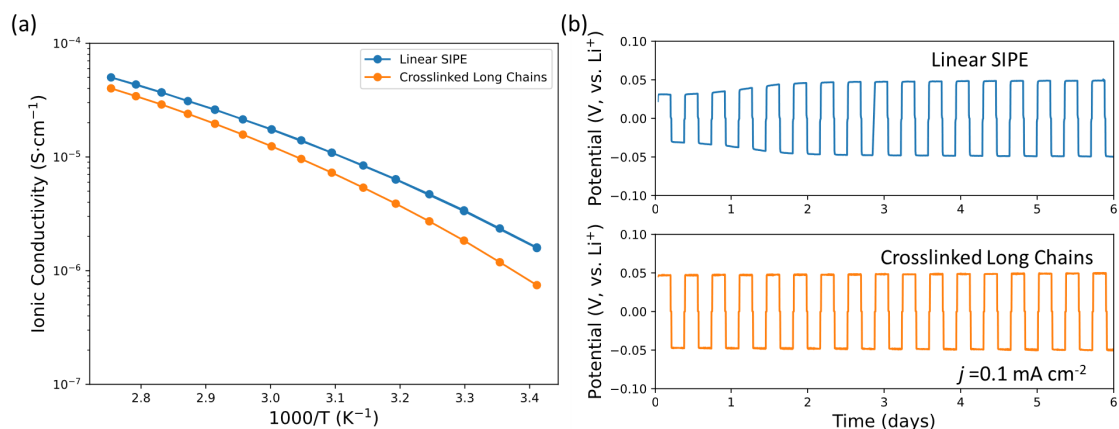 (a)
10⁻⁴
10⁻⁵
10⁻⁶
10⁻⁷
Ionic Conductivity (S·cm⁻¹)
Linear SIPE
Crosslinked Long Chains
2.8 2.9 3.0 3.1 3.2 3.3 3.4
1000/T (K⁻¹)
(b)
Potential (V, vs. Li⁺)
0.10
0.05
0.00
−0.05
−0.10
Linear SIPE
0 1 2 3 4 5 6
Potential (V, vs. Li⁺)
0.10
0.05
0.00
−0.05
−0.10
Crosslinked Long Chains
j =0.1 mA cm⁻²
0 1 2 3 4 5 6
Time (days)